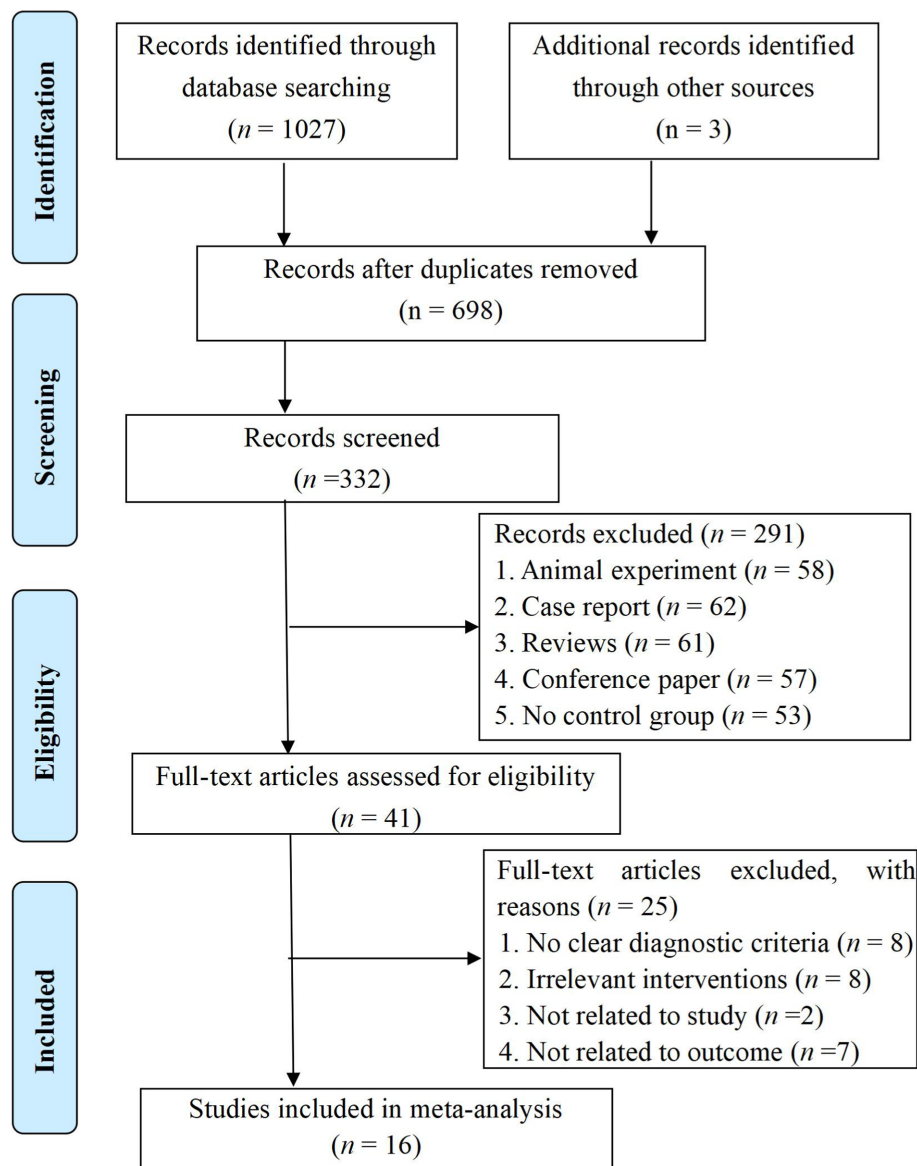 Identification
Records identified through
database searching
(n = 1027)
Additional records identified
through other sources
(n = 3)
Records after duplicates removed
(n = 698)
Screening
Records screened
(n =332)
Records excluded (n = 291)
1. Animal experiment (n = 58)
2. Case report (n = 62)
3. Reviews (n = 61)
4. Conference paper (n = 57)
5. No control group (n = 53)
Eligibility
Full-text articles assessed for eligibility
(n = 41)
Full-text articles excluded, with
reasons (n = 25)
1. No clear diagnostic criteria (n = 8)
2. Irrelevant interventions (n = 8)
3. Not related to study (n =2)
4. Not related to outcome (n =7)
Included
Studies included in meta-analysis
(n = 16)